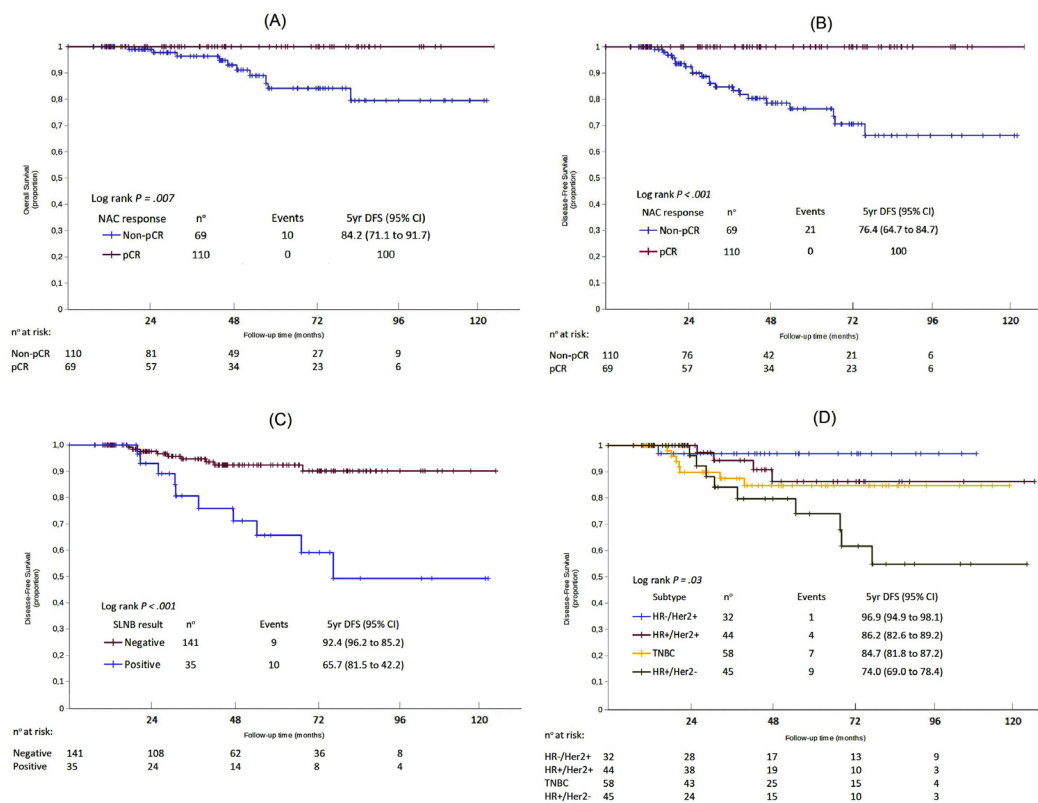 (A)
1
0,9
0,8
0,7
0,6
0,5
0,4
0,3
0,2
0,1
0
Overall Survival
(proportion)
Log rank P = .007
NAC response n° Events 5yr DFS (95% CI)
Non-pCR 69 10 84.2 (71.1 to 91.7)
pCR 110 0 100
24 48 72 96 120
Follow-up time (months)
n° at risk:
Non-pCR 110 81 49 27 9
pCR 69 57 34 23 6
(B)
1
0,9
0,8
0,7
0,6
0,5
0,4
0,3
0,2
0,1
0
Disease-Free Survival
(proportion)
Log rank P < .001
NAC response n° Events 5yr DFS (95% CI)
Non-pCR 69 21 76.4 (64.7 to 84.7)
pCR 110 0 100
24 48 72 96 120
Follow-up time (months)
n° at risk:
Non-pCR 110 76 42 21 6
pCR 69 57 34 23 6
(C)
1
0,9
0,8
0,7
0,6
0,5
0,4
0,3
0,2
0,1
0
Disease-Free Survival
(proportion)
Log rank P < .001
SLNB result n° Events 5yr DFS (95% CI)
Negative 141 9 92.4 (96.2 to 85.2)
Positive 35 10 65.7 (81.5 to 42.2)
24 48 72 96 120
Follow-up time (months)
n° at risk:
Negative 141 108 62 36 8
Positive 35 24 14 8 4
(D)
1
0,9
0,8
0,7
0,6
0,5
0,4
0,3
0,2
0,1
0
Disease-Free Survival
(proportion)
Log rank P = .03
Subtype n° Events 5yr DFS (95% CI)
HR-/Her2+ 32 1 96.9 (94.9 to 98.1)
HR+/Her2+ 44 4 86.2 (82.6 to 89.2)
TNBC 58 7 84.7 (81.8 to 87.2)
HR+/Her2- 45 9 74.0 (69.0 to 78.4)
24 48 72 96 120
Follow-up time (months)
n° at risk:
HR-/Her2+ 32 28 17 13 9
HR+/Her2+ 44 38 19 10 3
TNBC 58 43 25 15 4
HR+/Her2- 45 24 15 10 3